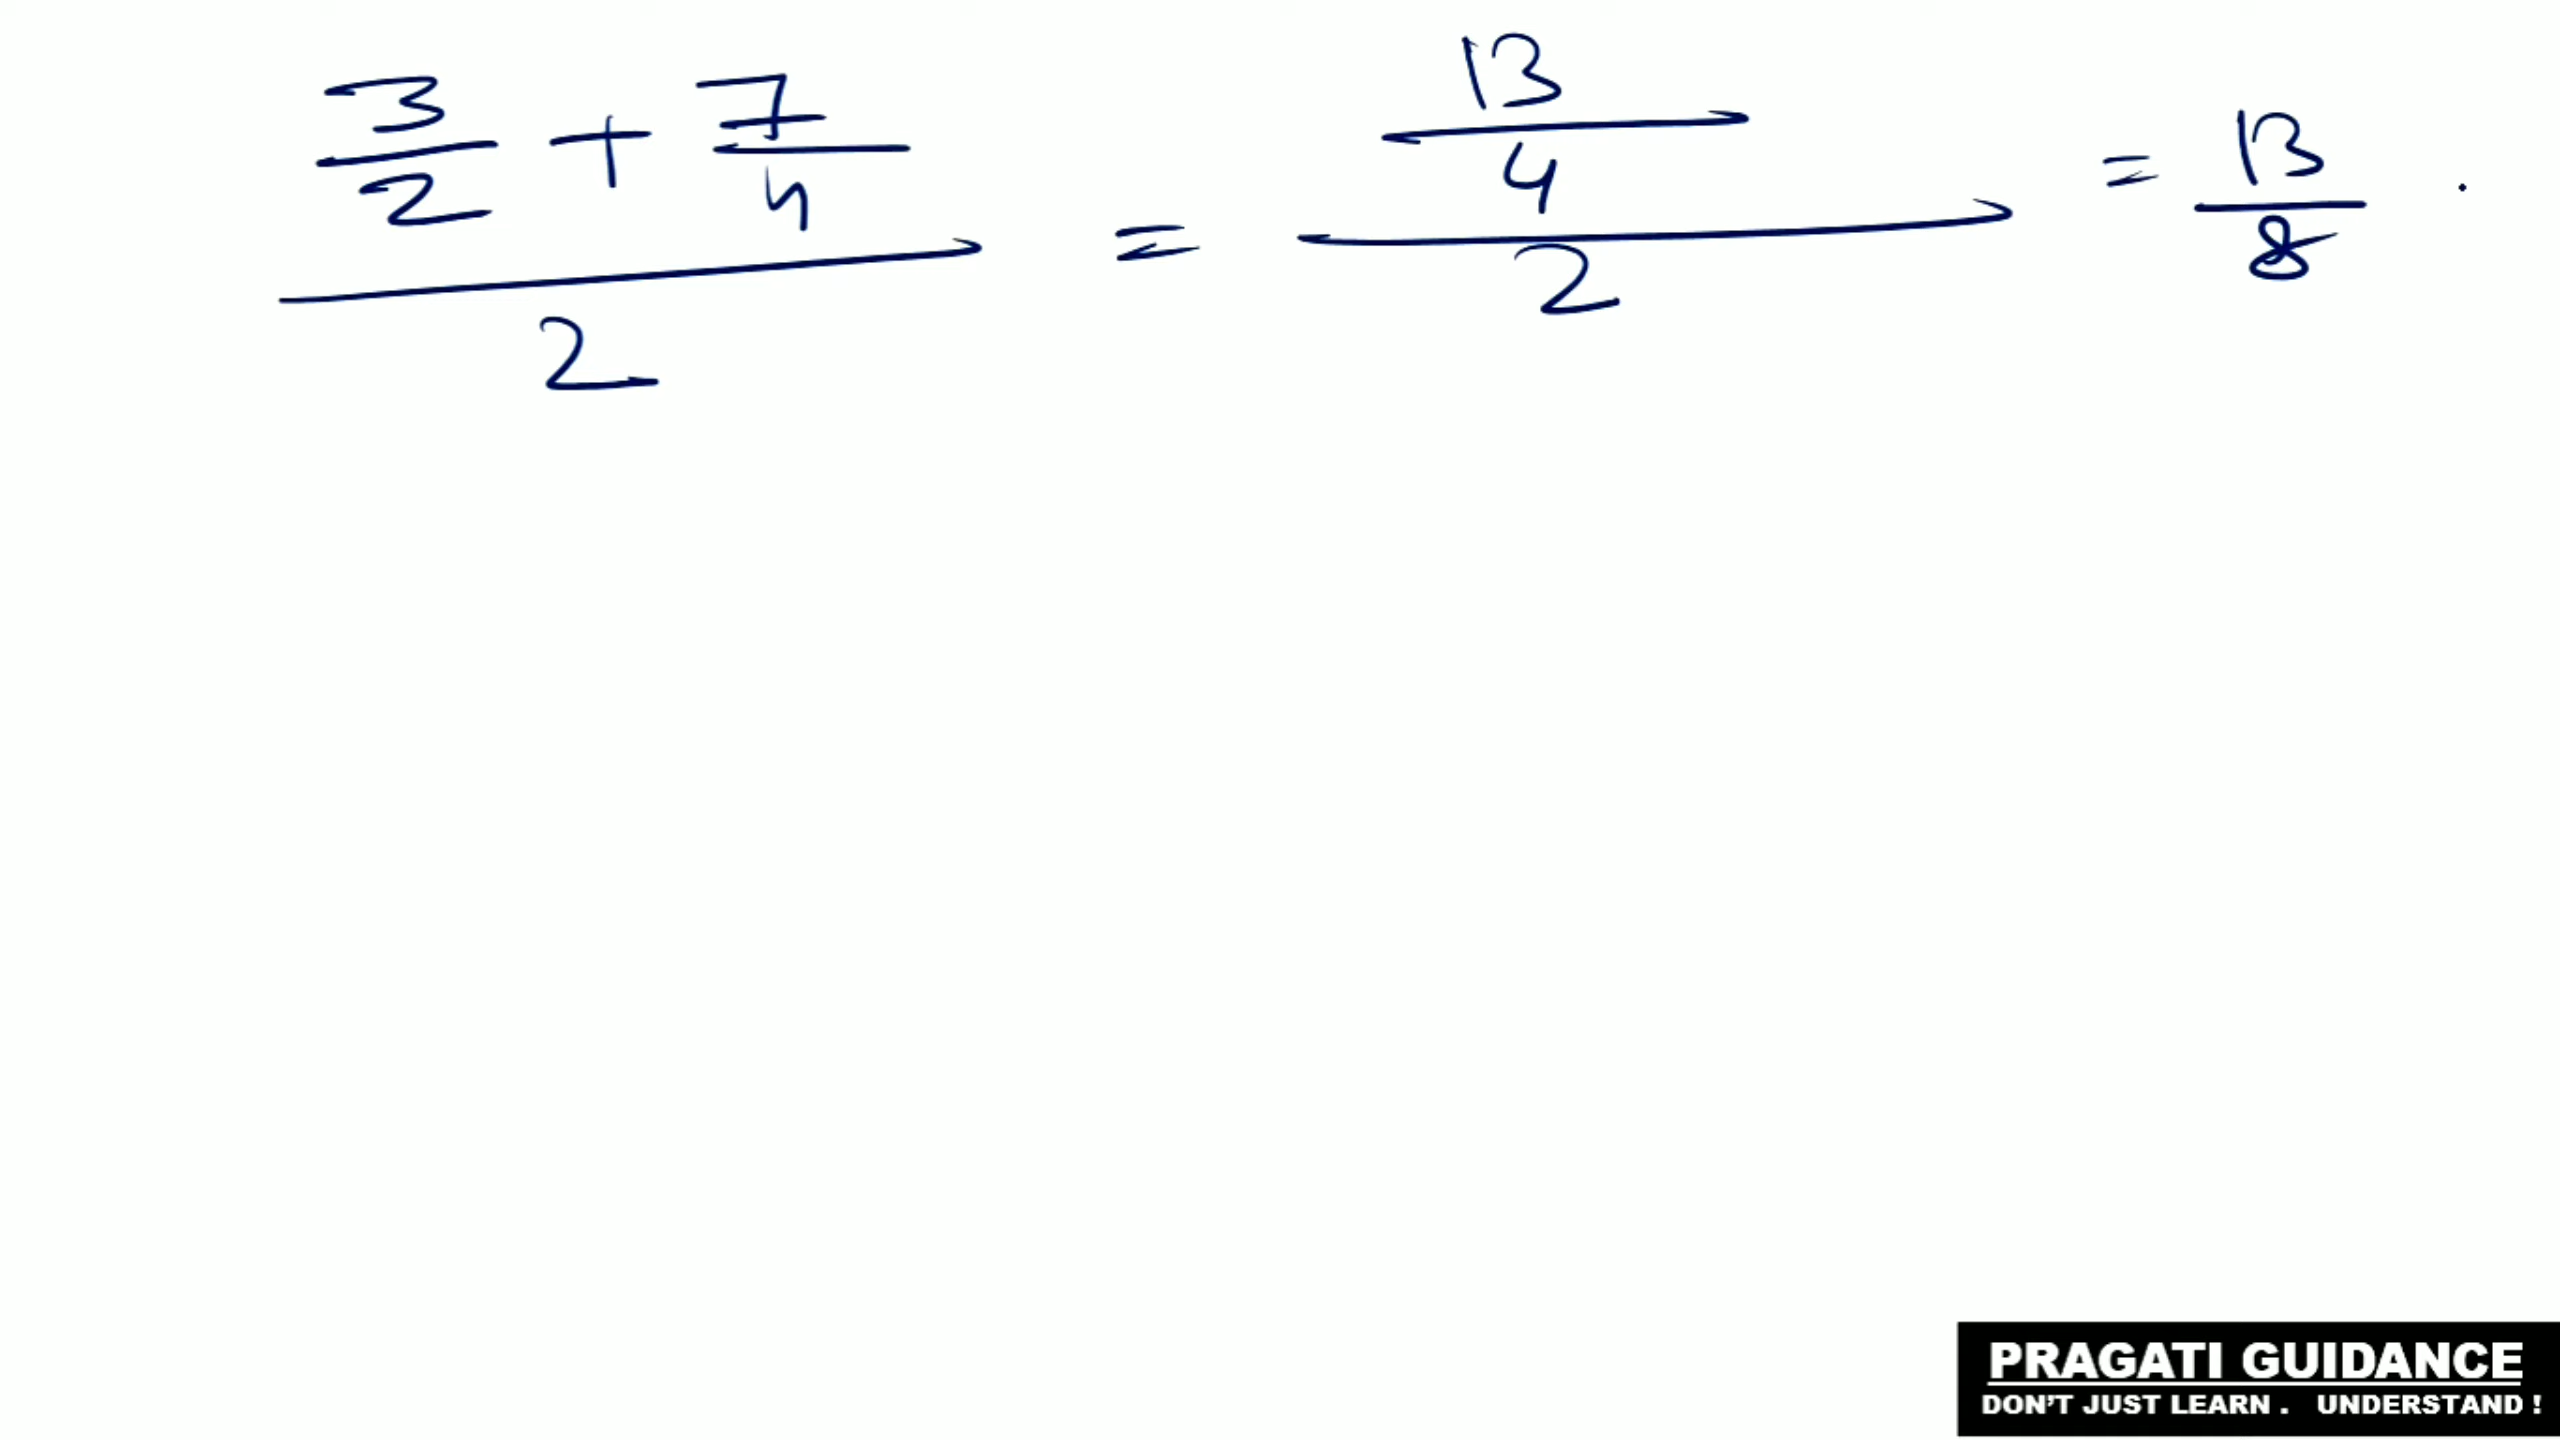 (3/2 + 7/4)/2 = (13/4)/2 = 13/8 .
PRAGATI GUIDANCE
DON'T JUST LEARN . UNDERSTAND !